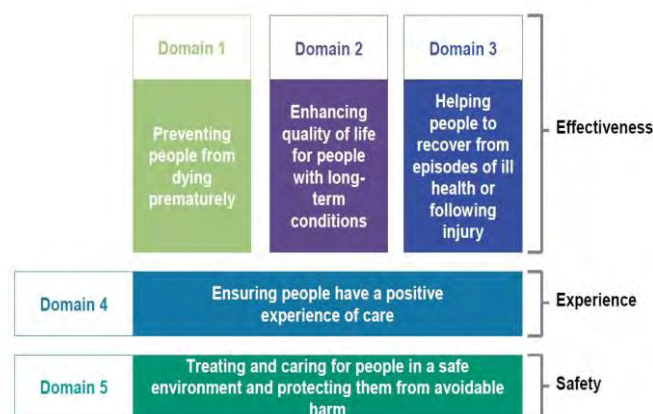 Domain 1
Preventing
people from
dying
prematurely
Domain 2
Enhancing
quality of life
for people
with long-
term
conditions
Domain 3
Helping
people to
recover from
episodes of ill
health or
following
injury
Effectiveness
Domain 4
Ensuring people have a positive
experience of care
Experience
Domain 5
Treating and caring for people in a safe
environment and protecting them from avoidable
harm
Safety